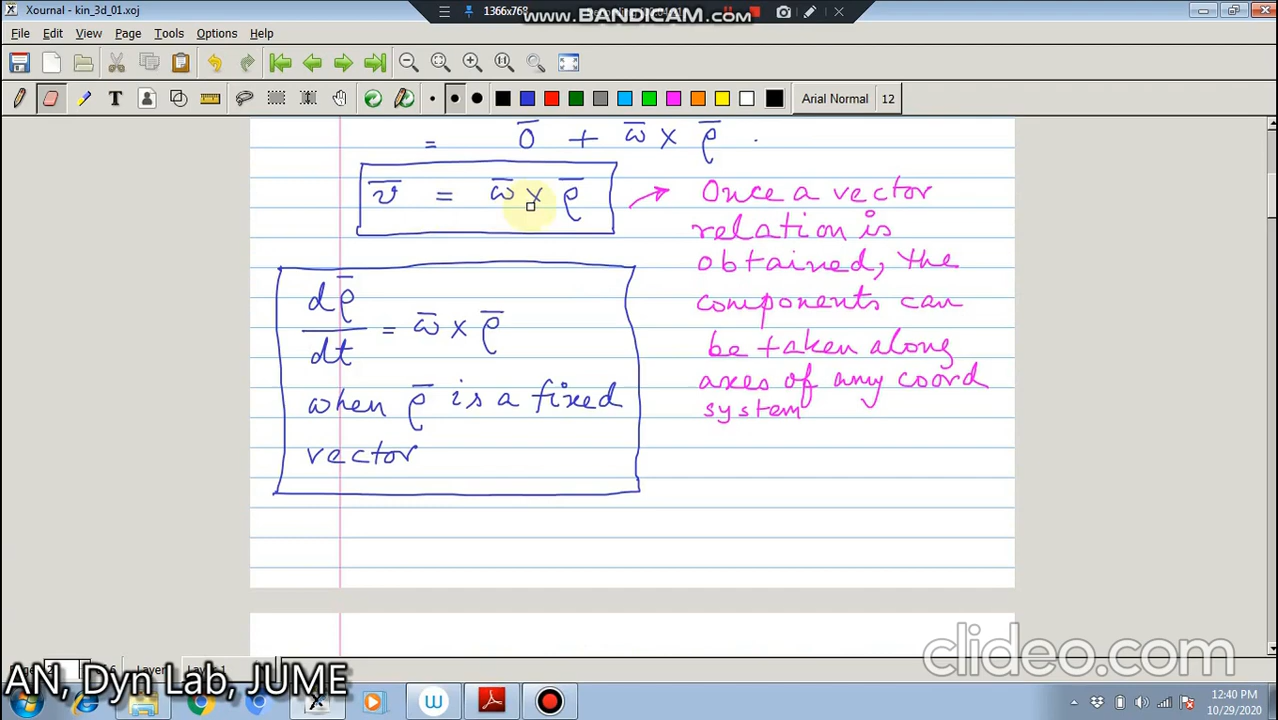 Xournal - kin_3d_01.xoj
1366x768
www.BANDICAM.com
File Edit View Page Tools Options Help
Arial Normal 12
= 0̅ + ω̅ × ρ̅ .
v̅ = ω̅ × ρ̅
Once a vector
relation is
obtained, the
components can
be taken along
axes of any coord
system
dρ̅
dt
= ω̅ × ρ̅
when ρ̅ is a fixed
vector
clideo.com
AN, Dyn Lab, JUME
12:40 PM
10/29/2020